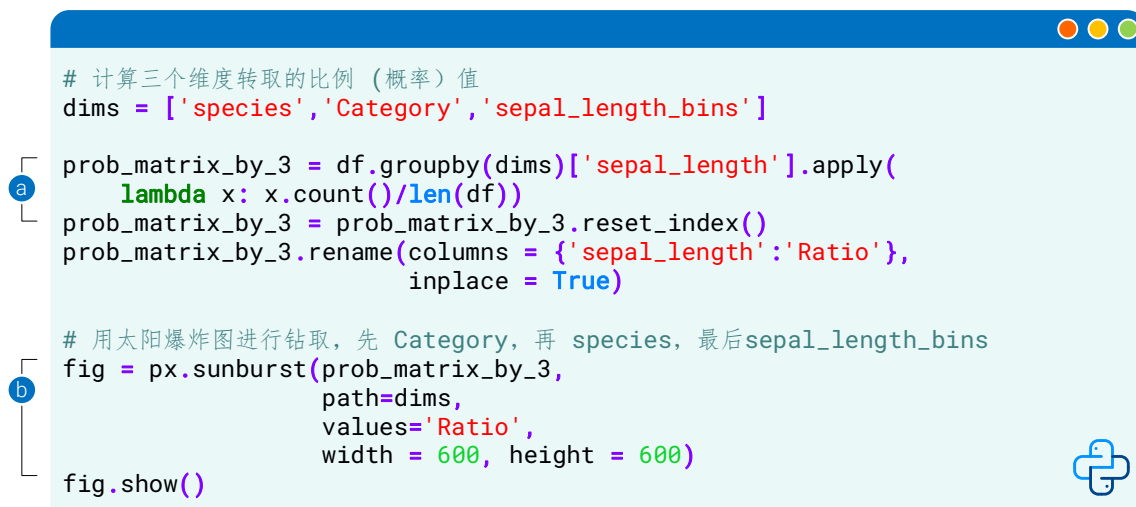 # 计算三个维度转取的比例 (概率）值
dims = ['species','Category','sepal_length_bins']
a
prob_matrix_by_3 = df.groupby(dims)['sepal_length'].apply(
    lambda x: x.count()/len(df))
prob_matrix_by_3 = prob_matrix_by_3.reset_index()
prob_matrix_by_3.rename(columns = {'sepal_length':'Ratio'},
                        inplace = True)
# 用太阳爆炸图进行钻取，先 Category，再 species，最后sepal_length_bins
b
fig = px.sunburst(prob_matrix_by_3,
                  path=dims,
                  values='Ratio',
                  width = 600, height = 600)
fig.show()